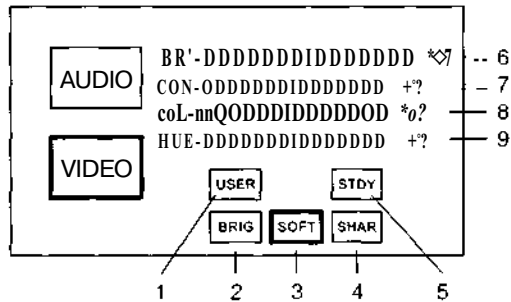 AUDIO
BR'-DDDDDDDIDDDDDDD *◇7 -- 6
CON-ODDDDDDIDDDDDDD +°? - 7
coL-nnQODDDIDDDDDOD *o? 8
HUE-DDDDDDDIDDDDDDD +°? 9
VIDEO
USER STDY
BRIG SOFT SHAR
1 2 3 4 5